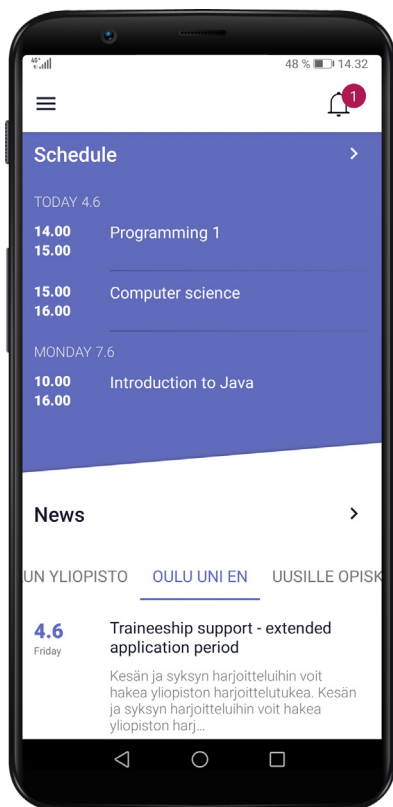 4G+
48 % 14.32
1
Schedule
TODAY 4.6
14.00 Programming 1
15.00
15.00 Computer science
16.00
MONDAY 7.6
10.00 Introduction to Java
16.00
News
UN YLIOPISTO OULU UNI EN UUSILLE OPISK
4.6
Friday
Traineeship support - extended
application period
Kesän ja syksyn harjoitteluihin voit
hakea yliopiston harjoittelutukea. Kesän
ja syksyn harjoitteluihin voit hakea
yliopiston harj...